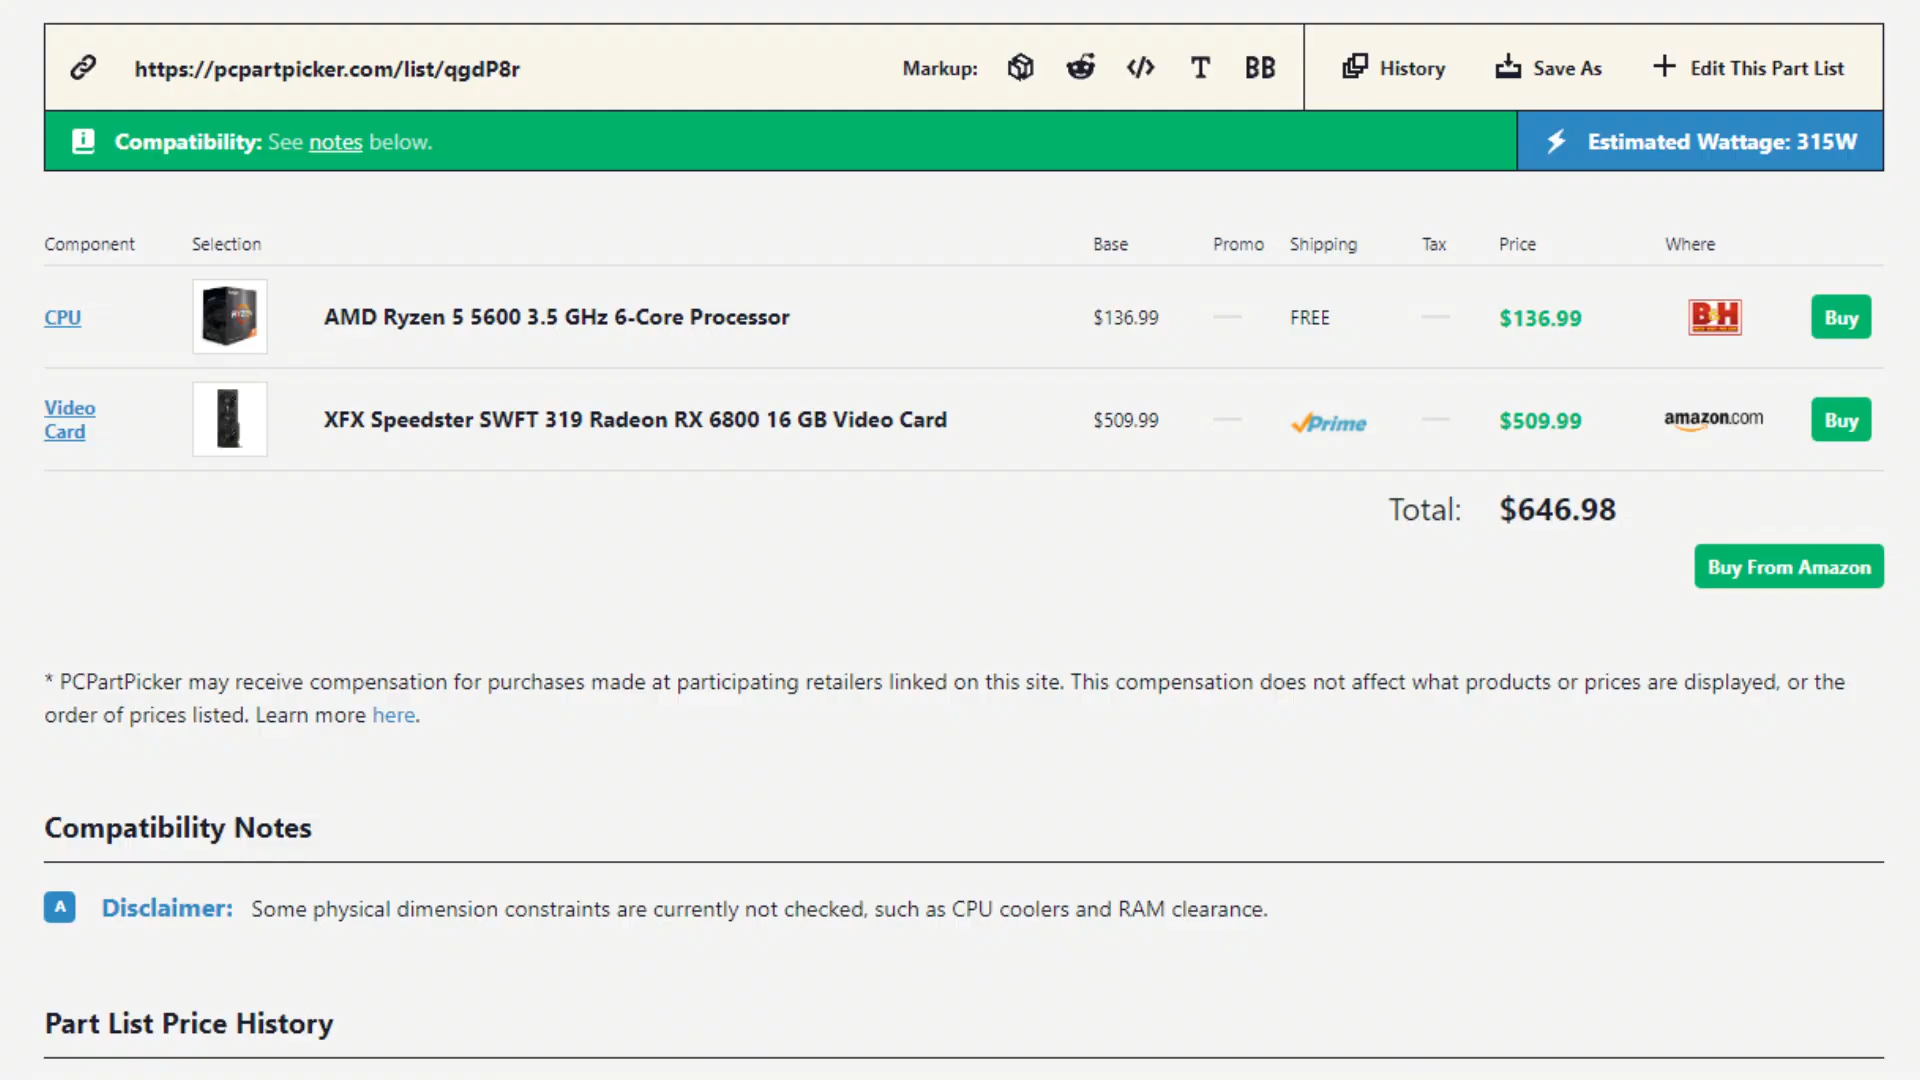 https://pcpartpicker.com/list/qgdP8r Markup: </> T BB History Save As + Edit This Part List
Compatibility: See notes below. Estimated Wattage: 315W
Component Selection Base Promo Shipping Tax Price Where
CPU AMD Ryzen 5 5600 3.5 GHz 6-Core Processor $136.99 — FREE — $136.99 B&H Buy
Video Card XFX Speedster SWFT 319 Radeon RX 6800 16 GB Video Card $509.99 — Prime — $509.99 amazon.com Buy
Total: $646.98
Buy From Amazon
* PCPartPicker may receive compensation for purchases made at participating retailers linked on this site. This compensation does not affect what products or prices are displayed, or the
order of prices listed. Learn more here.
Compatibility Notes
A Disclaimer: Some physical dimension constraints are currently not checked, such as CPU coolers and RAM clearance.
Part List Price History